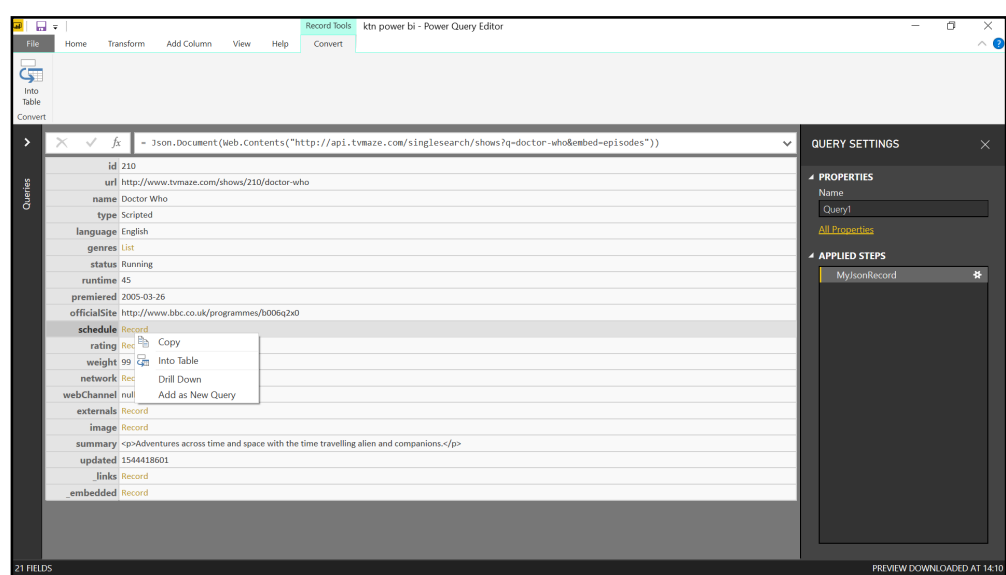 Record Tools ktn power bi - Power Query Editor
File Home Transform Add Column View Help Convert
Into
Table
Convert
fx = Json.Document(Web.Contents("http://api.tvmaze.com/singlesearch/shows?q=doctor-who&embed=episodes"))
Queries
id 210
url http://www.tvmaze.com/shows/210/doctor-who
name Doctor Who
type Scripted
language English
genres List
status Running
runtime 45
premiered 2005-03-26
officialSite http://www.bbc.co.uk/programmes/b006q2x0
schedule Record
rating Rec
weight 99
network Rec
webChannel nul
externals Record
image Record
summary <p>Adventures across time and space with the time travelling alien and companions.</p>
updated 1544418601
_links Record
_embedded Record
Copy
Into Table
Drill Down
Add as New Query
QUERY SETTINGS
PROPERTIES
Name
Query1
All Properties
APPLIED STEPS
MyJsonRecord
21 FIELDS
PREVIEW DOWNLOADED AT 14:10